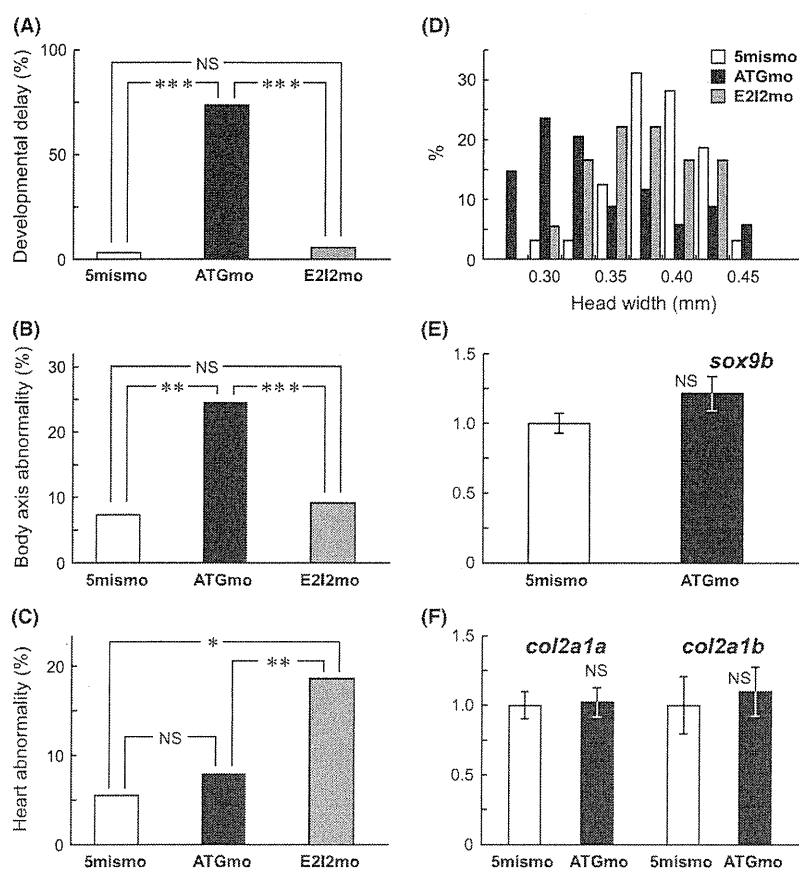 (A)
Developmental delay (%)
100
50
0
NS
*** ***
5mismo ATGmo E2I2mo
(B)
Body axis abnormality (%)
30
20
10
0
NS
** ***
5mismo ATGmo E2I2mo
(C)
Heart abnormality (%)
20
10
0
*
**
NS
5mismo ATGmo E2I2mo
(D)
%
30
20
10
0
5mismo
ATGmo
E2I2mo
0.30 0.35 0.40 0.45
Head width (mm)
(E)
1.5
1.0
0.5
0
sox9b
NS
5mismo ATGmo
(F)
1.5
1.0
0.5
0
col2a1a col2a1b
NS NS
5mismo ATGmo 5mismo ATGmo